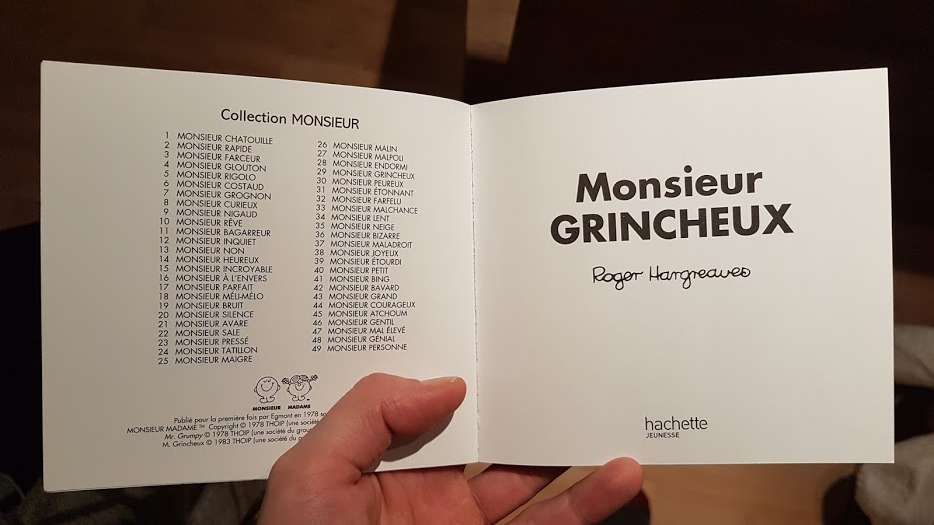 Collection MONSIEUR
1 MONSIEUR CHATOUILLE
2 MONSIEUR RAPIDE
3 MONSIEUR FARCEUR
4 MONSIEUR GLOUTON
5 MONSIEUR RIGOLO
6 MONSIEUR COSTAUD
7 MONSIEUR GROGNON
8 MONSIEUR CURIEUX
9 MONSIEUR NIGAUD
10 MONSIEUR RÊVE
11 MONSIEUR BAGARREUR
12 MONSIEUR INQUIET
13 MONSIEUR NON
14 MONSIEUR HEUREUX
15 MONSIEUR INCROYABLE
16 MONSIEUR À L'ENVERS
17 MONSIEUR PARFAIT
18 MONSIEUR MÉLI-MÉLO
19 MONSIEUR BRUIT
20 MONSIEUR SILENCE
21 MONSIEUR AVARE
22 MONSIEUR SALE
23 MONSIEUR PRESSÉ
24 MONSIEUR TATILLON
25 MONSIEUR MAIGRE
26 MONSIEUR MALIN
27 MONSIEUR MALPOLI
28 MONSIEUR ENDORMI
29 MONSIEUR GRINCHEUX
30 MONSIEUR PEUREUX
31 MONSIEUR ÉTONNANT
32 MONSIEUR FARFELU
33 MONSIEUR MALCHANCE
34 MONSIEUR LENT
35 MONSIEUR NEIGE
36 MONSIEUR BIZARRE
37 MONSIEUR MALADROIT
38 MONSIEUR JOYEUX
39 MONSIEUR ÉTOURDI
40 MONSIEUR PETIT
41 MONSIEUR BING
42 MONSIEUR BAVARD
43 MONSIEUR GRAND
44 MONSIEUR COURAGEUX
45 MONSIEUR ATCHOUM
46 MONSIEUR GENTIL
47 MONSIEUR MAL ÉLEVÉ
48 MONSIEUR GÉNIAL
49 MONSIEUR PERSONNE
MONSIEUR MADAME
Publié pour la première fois par Egmont en 1978
MONSIEUR MADAME ™ Copyright © 1978 THOIP (une société
Mr. Grumpy © 1978 THOIP (une société du
M. Grincheux © 1983 THOIP (une société du
Monsieur
GRINCHEUX
Roger Hargreaves
hachette
JEUNESSE